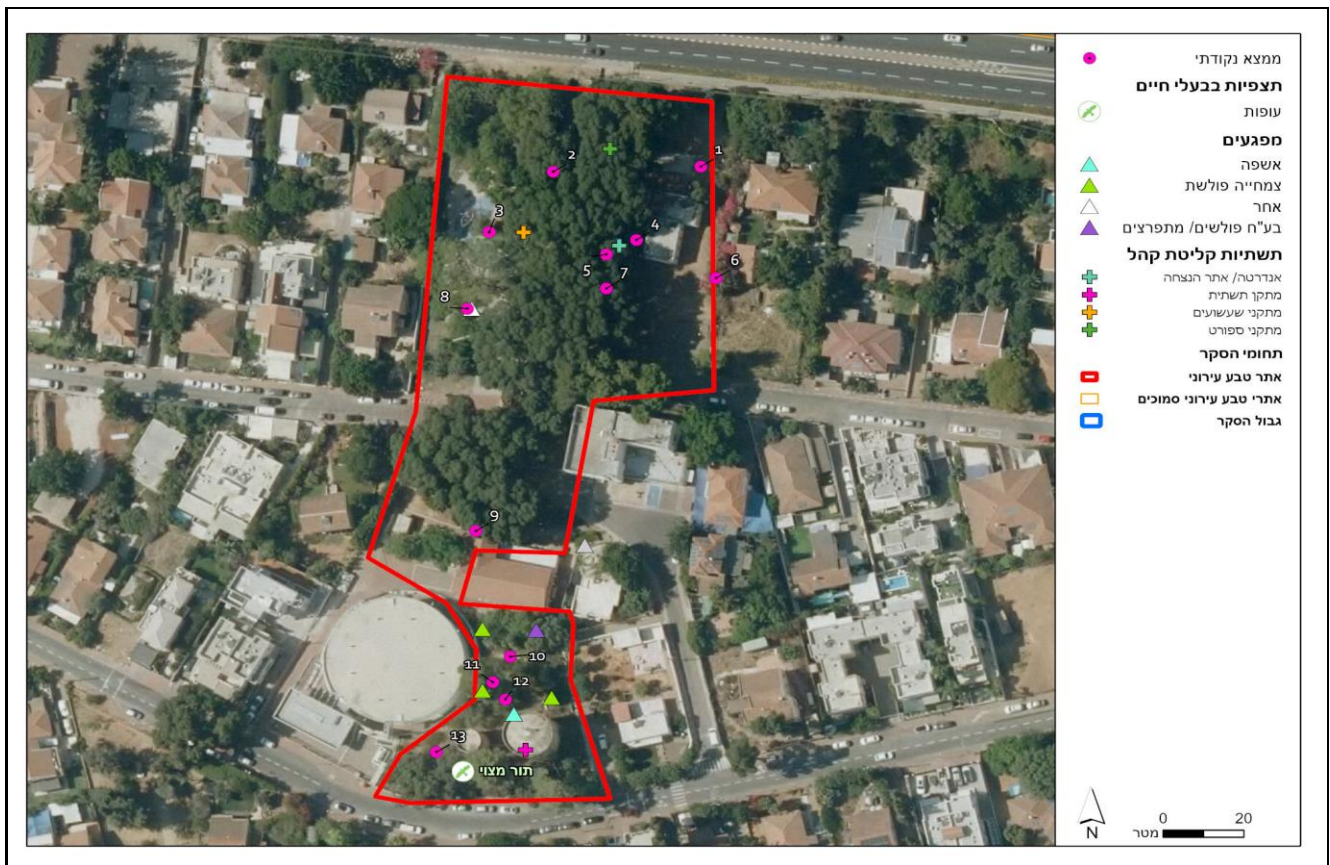 ממצא נקודתי
תצפיות בבעלי חיים
עופות
מפגעים
אשפה
צמחייה פולשת
אחר
בע"ח פולשים/ מתפרצים
תשתיות קליטת קהל
אנדרטה/ אתר הנצחה
מתקן תשתית
מתקני שעשועים
מתקני ספורט
תחומי הסקר
אתר טבע עירוני
אתרי טבע עירוני סמוכים
גבול הסקר
1
2
3
4
5
6
7
8
9
10
11
12
13
תור מצוי
N
0 20
מטר